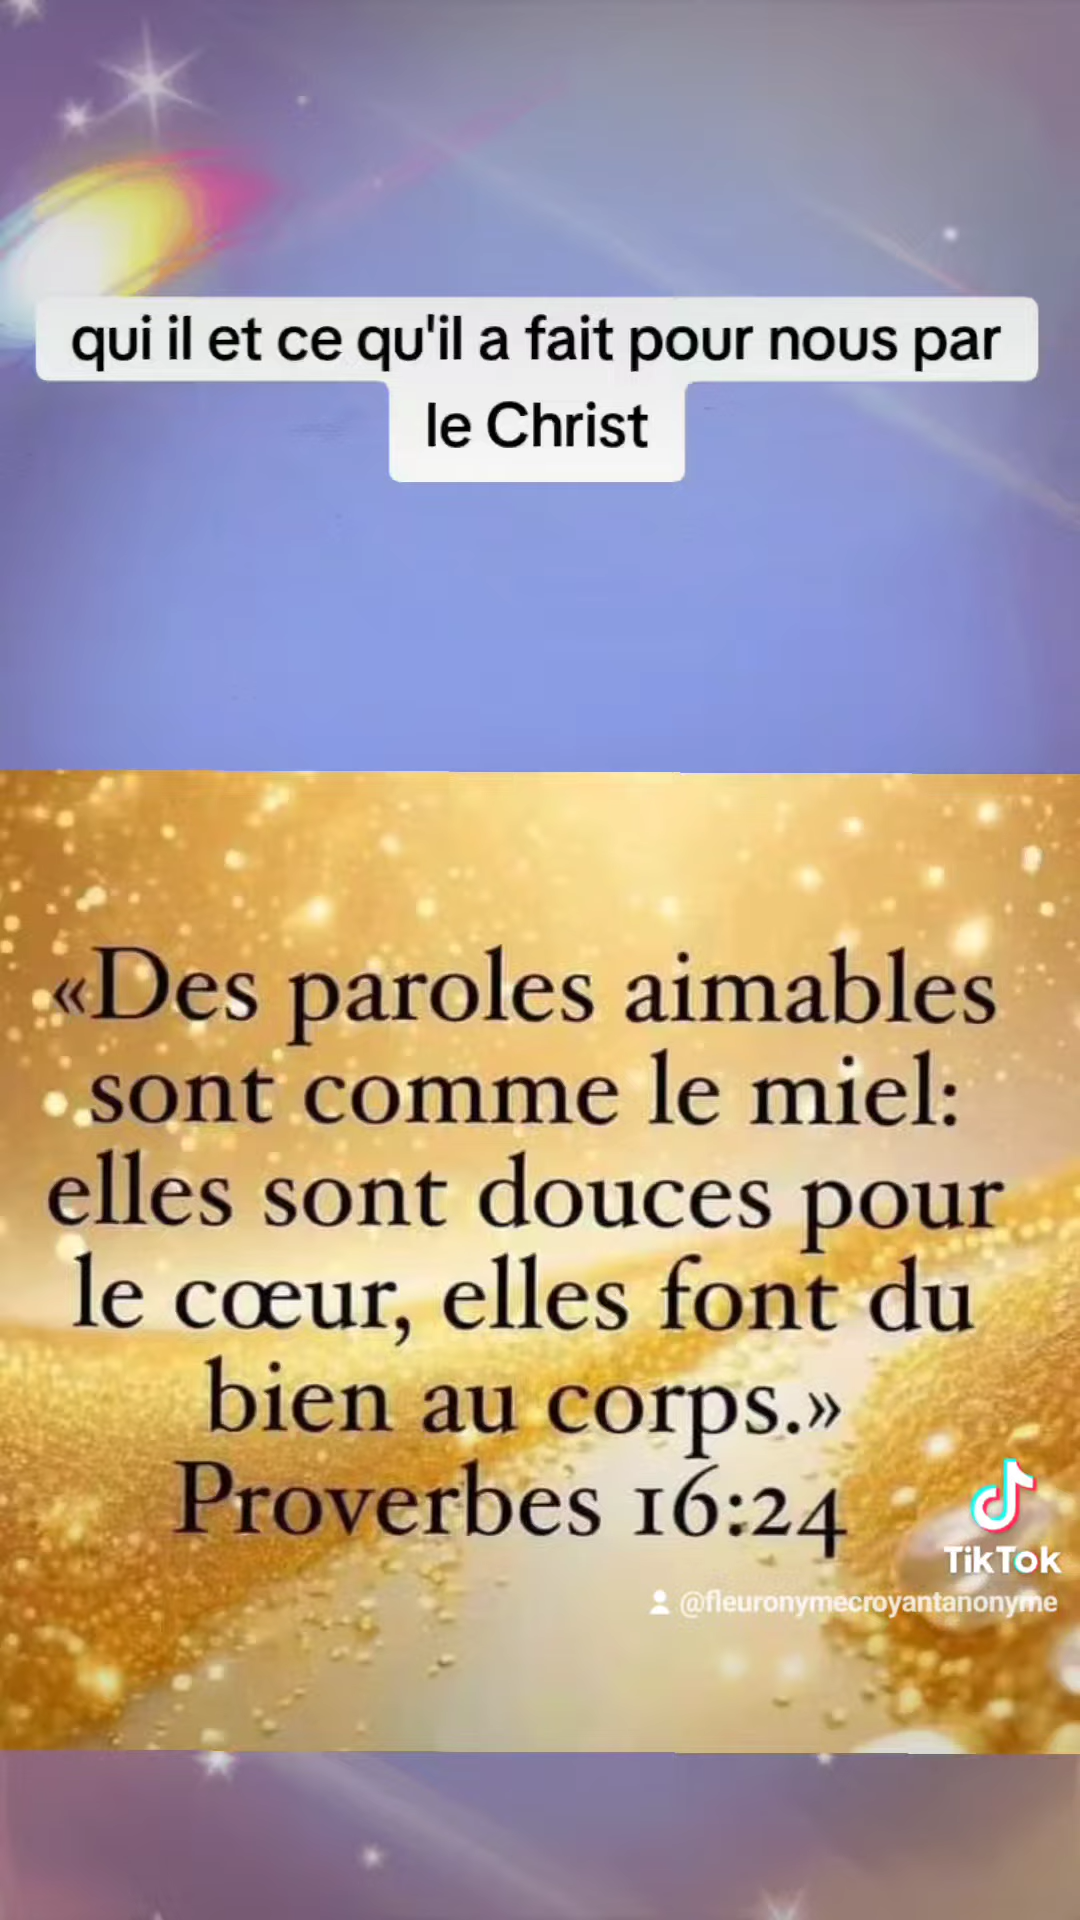 qui il et ce qu'il a fait pour nous par
le Christ
«Des paroles aimables
sont comme le miel:
elles sont douces pour
le cœur, elles font du
bien au corps.»
Proverbes 16:24
TikTok
@fleuronymecroyantanonyme